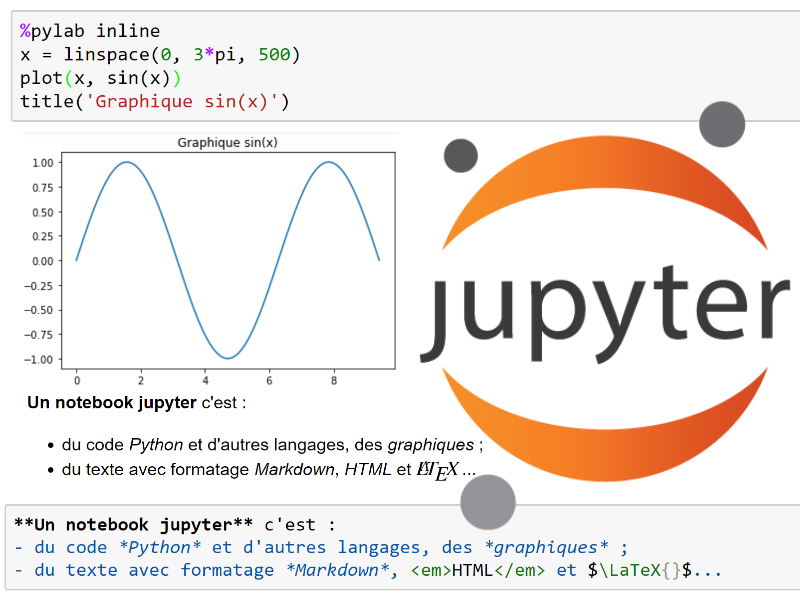 %pylab inline
x = linspace(0, 3*pi, 500)
plot(x, sin(x))
title('Graphique sin(x)')
Graphique sin(x)
1.00
0.75
0.50
0.25
0.00
−0.25
−0.50
−0.75
−1.00
0 2 4 6 8
jupyter
Un notebook jupyter c'est :
• du code Python et d'autres langages, des graphiques ;
• du texte avec formatage Markdown, HTML et LATEX ...
**Un notebook jupyter** c'est :
- du code *Python* et d'autres langages, des *graphiques* ;
- du texte avec formatage *Markdown*, <em>HTML</em> et $\LaTeX{}$...